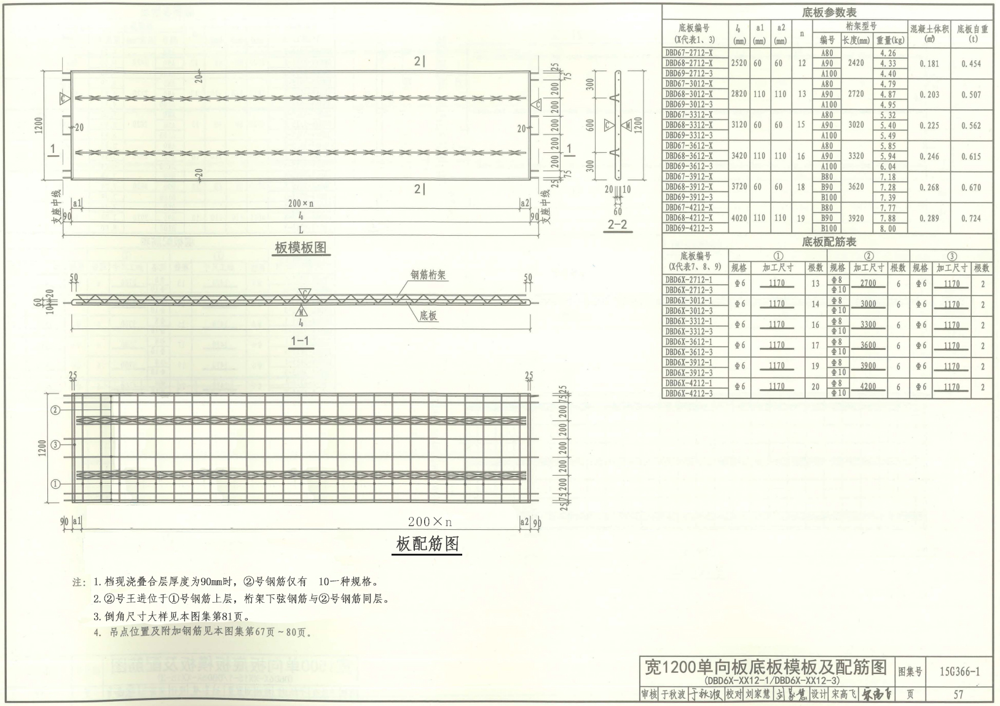 底板参数表
底板编号 (X代表1、3) l₀ (mm) a1 (mm) a2 (mm) n 桁架型号 混凝土体积 (m³) 底板自重 (t)
编号 长度(mm) 重量(kg)
DBD67-2712-X A80 4.26
DBD68-2712-X 2520 60 60 12 A90 2420 4.33 0.181 0.454
DBD69-2712-3 A100 4.40
DBD67-3012-X A80 4.79
DBD68-3012-X 2820 110 110 13 A90 2720 4.87 0.203 0.507
DBD69-3012-3 A100 4.95
DBD67-3312-X A80 5.32
DBD68-3312-X 3120 60 60 15 A90 3020 5.40 0.225 0.562
DBD69-3312-3 A100 5.49
DBD67-3612-X A80 5.85
DBD68-3612-X 3420 110 110 16 A90 3320 5.94 0.246 0.615
DBD69-3612-3 A100 6.04
DBD67-3912-X B80 7.18
DBD68-3912-X 3720 60 60 18 B90 3620 7.28 0.268 0.670
DBD69-3912-3 B100 7.39
DBD67-4212-X B80 7.77
DBD68-4212-X 4020 110 110 19 B90 3920 7.88 0.289 0.724
DBD69-4212-3 B100 8.00
底板配筋表
底板编号 (X代表7、8、9) ① ② ③
规格 加工尺寸 根数 规格 加工尺寸 根数 规格 加工尺寸 根数
DBD6X-2712-1 Φ6 1170 13 Φ8 2700 6 Φ6 1170 2
DBD6X-2712-3 Φ10
DBD6X-3012-1 Φ6 1170 14 Φ8 3000 6 Φ6 1170 2
DBD6X-3012-3 Φ10
DBD6X-3312-1 Φ6 1170 16 Φ8 3300 6 Φ6 1170 2
DBD6X-3312-3 Φ10
DBD6X-3612-1 Φ6 1170 17 Φ8 3600 6 Φ6 1170 2
DBD6X-3612-3 Φ10
DBD6X-3912-1 Φ6 1170 19 Φ8 3900 6 Φ6 1170 2
DBD6X-3912-3 Φ10
DBD6X-4212-1 Φ6 1170 20 Φ8 4200 6 Φ6 1170 2
DBD6X-4212-3 Φ10
2
25
75
20
200
300
C
C
200
1200
20
20
200
600
C
M
1200
1
1
200
200
300
20
75
25
2
支座中线
支座中线
a1
200×n
a2
90
l₀
90
L
板模板图
20
10
60
2-2
50
钢筋桁架
50
C
60
10
20
M
底板
l₀
1-1
25
25
25
75
②
200
200
③
1200
200
200
①
200
75
25
90
a1
200×n
a2
90
板配筋图
注: 1.档现浇叠合层厚度为90mm时，②号钢筋仅有 10一种规格。
2.②号王进位于①号钢筋上层，桁架下弦钢筋与②号钢筋同层。
3.倒角尺寸大样见本图集第81页。
4. 吊点位置及附加钢筋见本图集第67页~80页。
宽1200单向板底板模板及配筋图
(DBD6X-XX12-1/DBD6X-XX12-3)
图集号 15G366-1
审核 于秋波 于秋波 校对 刘家慧 设计 宋高飞 宋高飞 页 57